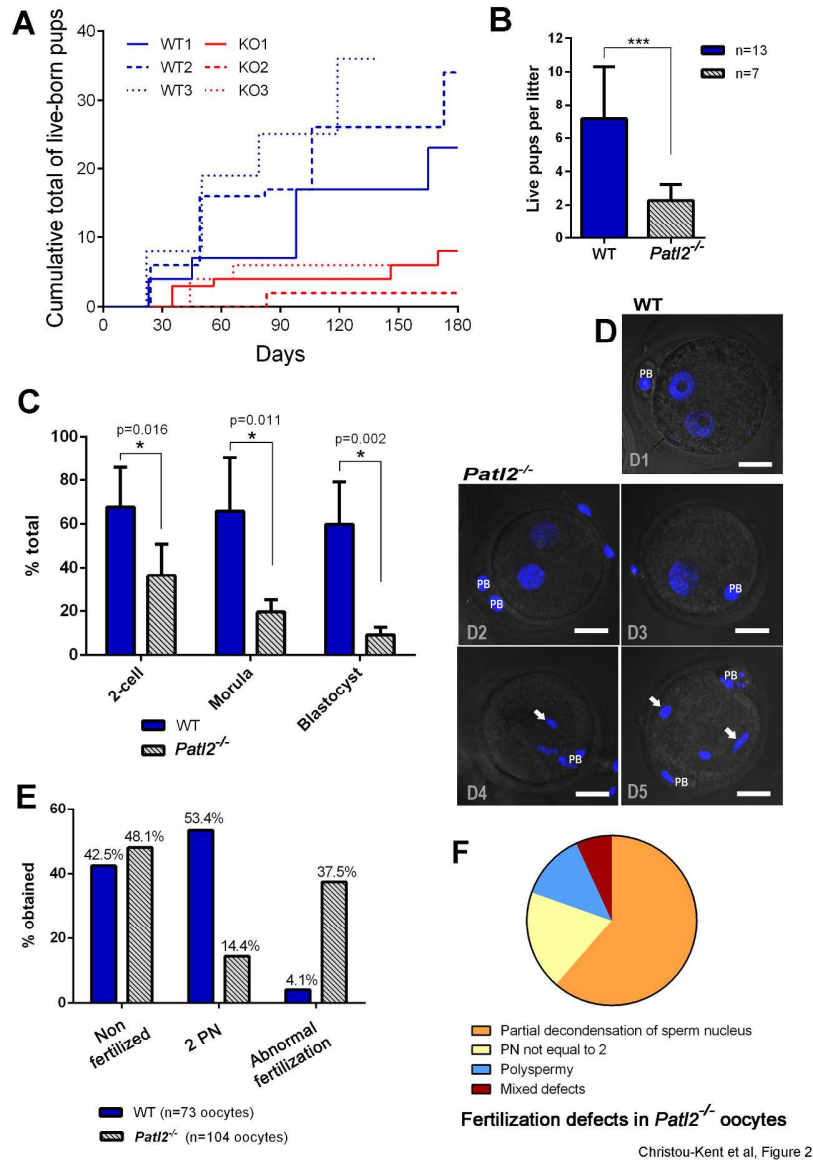 A
Cumulative total of live-born pups
40
30
20
10
0
WT1
WT2
WT3
KO1
KO2
KO3
0 30 60 90 120 150 180
Days
B
Live pups per litter
12
10
8
6
4
2
0
***
n=13
n=7
WT Patl2-/-
C
% total
100
80
60
40
20
0
p=0.016
*
p=0.011
*
p=0.002
*
2-cell
Morula
Blastocyst
WT
Patl2-/-
D
WT
PB
D1
Patl2-/-
PB
PB
D2
PB
D3
PB
D4
PB
PB
D5
E
% obtained
60
40
20
0
42.5%
48.1%
53.4%
14.4%
4.1%
37.5%
Non
fertilized
2 PN
Abnormal
fertilization
WT (n=73 oocytes)
Patl2-/- (n=104 oocytes)
F
Partial decondensation of sperm nucleus
PN not equal to 2
Polyspermy
Mixed defects
Fertilization defects in Patl2-/- oocytes
Christou-Kent et al, Figure 2